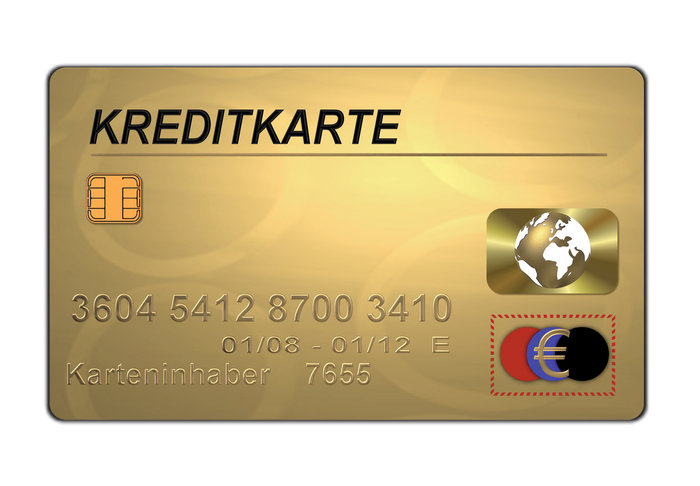 KREDITKARTE
3604 5412 8700 3410
01/08 - 01/12 E
Karteninhaber 7655
€